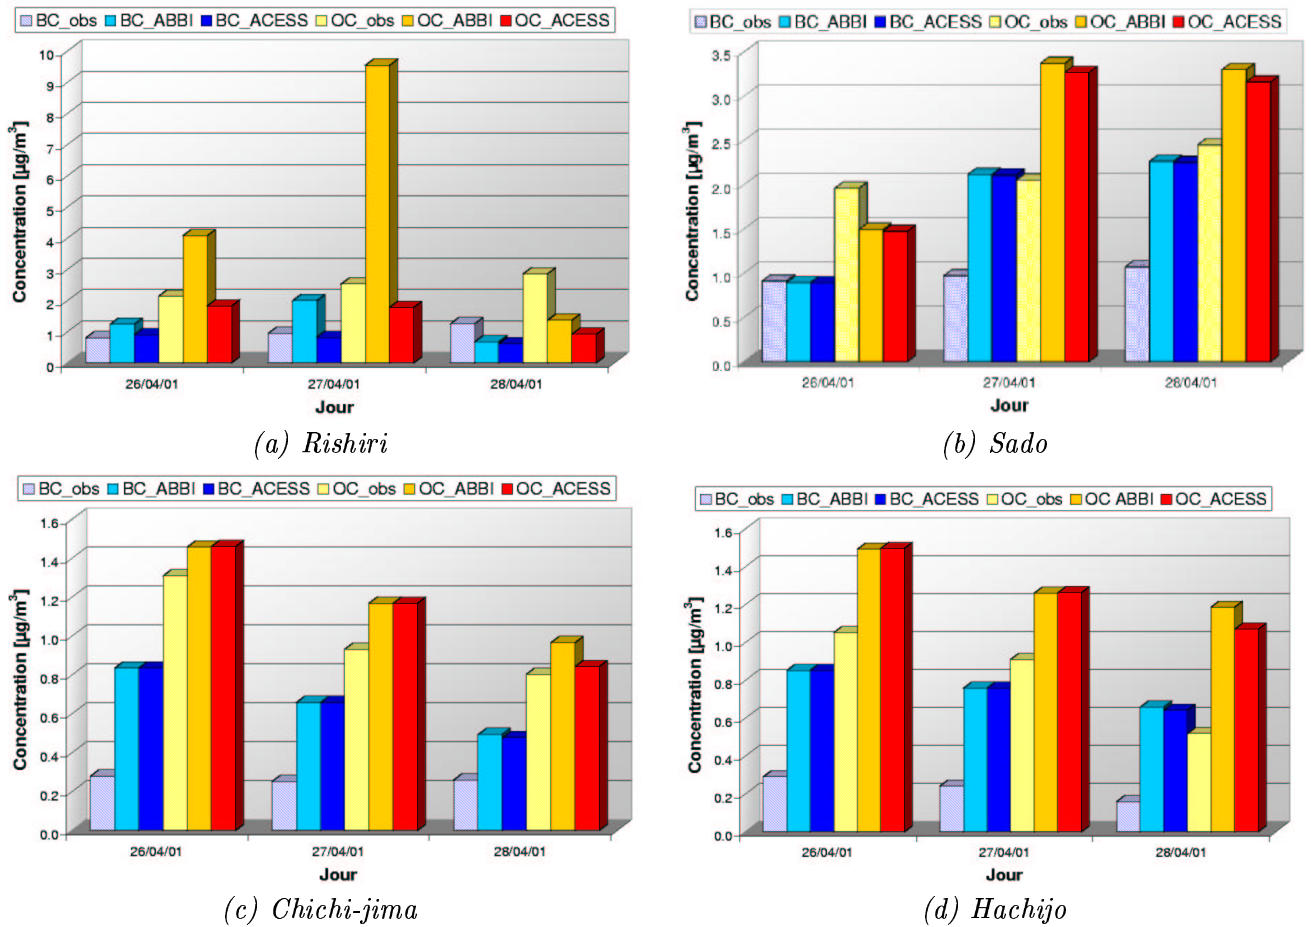 BC_obs BC_ABBI BC_ACESS OC_obs OC_ABBI OC_ACESS
10
9
8
7
6
5
4
3
2
1
0
Concentration [µg/m³]
26/04/01 27/04/01 28/04/01
Jour
(a) Rishiri
BC_obs BC_ABBI BC_ACESS OC_obs OC_ABBI OC_ACESS
3.5
3.0
2.5
2.0
1.5
1.0
0.5
0.0
Concentration [µg/m³]
26/04/01 27/04/01 28/04/01
Jour
(b) Sado
BC_obs BC_ABBI BC_ACESS OC_obs OC_ABBI OC_ACESS
1.6
1.4
1.2
1.0
0.8
0.6
0.4
0.2
0.0
Concentration [µg/m³]
26/04/01 27/04/01 28/04/01
Jour
(c) Chichi-jima
BC_obs BC_ABBI BC_ACESS OC_obs OC ABBI OC_ACESS
1.6
1.4
1.2
1.0
0.8
0.6
0.4
0.2
0.0
Concentration [µg/m³]
26/04/01 27/04/01 28/04/01
Jour
(d) Hachijo